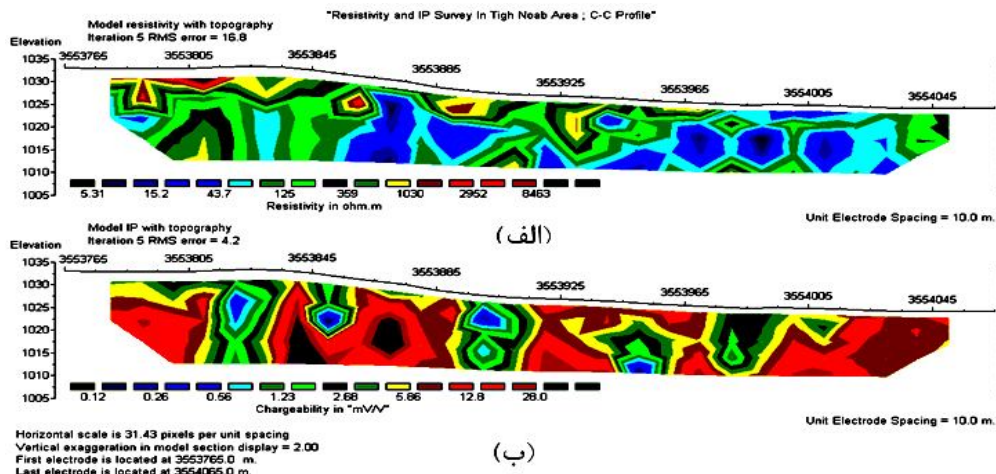 "Resistivity and IP Survey In Tigh Noab Area ; C-C Profile"
Model resistivity with topography
Iteration 5 RMS error = 16.8
Elevation
3553765 3553805 3553845 3553885 3553925 3553965 3554005 3554045
1035
1030
1025
1020
1015
1010
1005
5.31 15.2 43.7 125 359 1030 2952 8463
Resistivity in ohm.m
Unit Electrode Spacing = 10.0 m.
(الف)
Model IP with topography
Iteration 5 RMS error = 4.2
Elevation
3553765 3553805 3553845 3553885 3553925 3553965 3554005 3554045
1035
1030
1025
1020
1015
1010
1005
0.12 0.26 0.56 1.23 2.68 5.86 12.8 28.0
Chargeability in "mV/V"
Unit Electrode Spacing = 10.0 m.
(ب)
Horizontal scale is 31.43 pixels per unit spacing
Vertical exaggeration in model section display = 2.00
First electrode is located at 3553765.0 m.
Last electrode is located at 3554065.0 m.